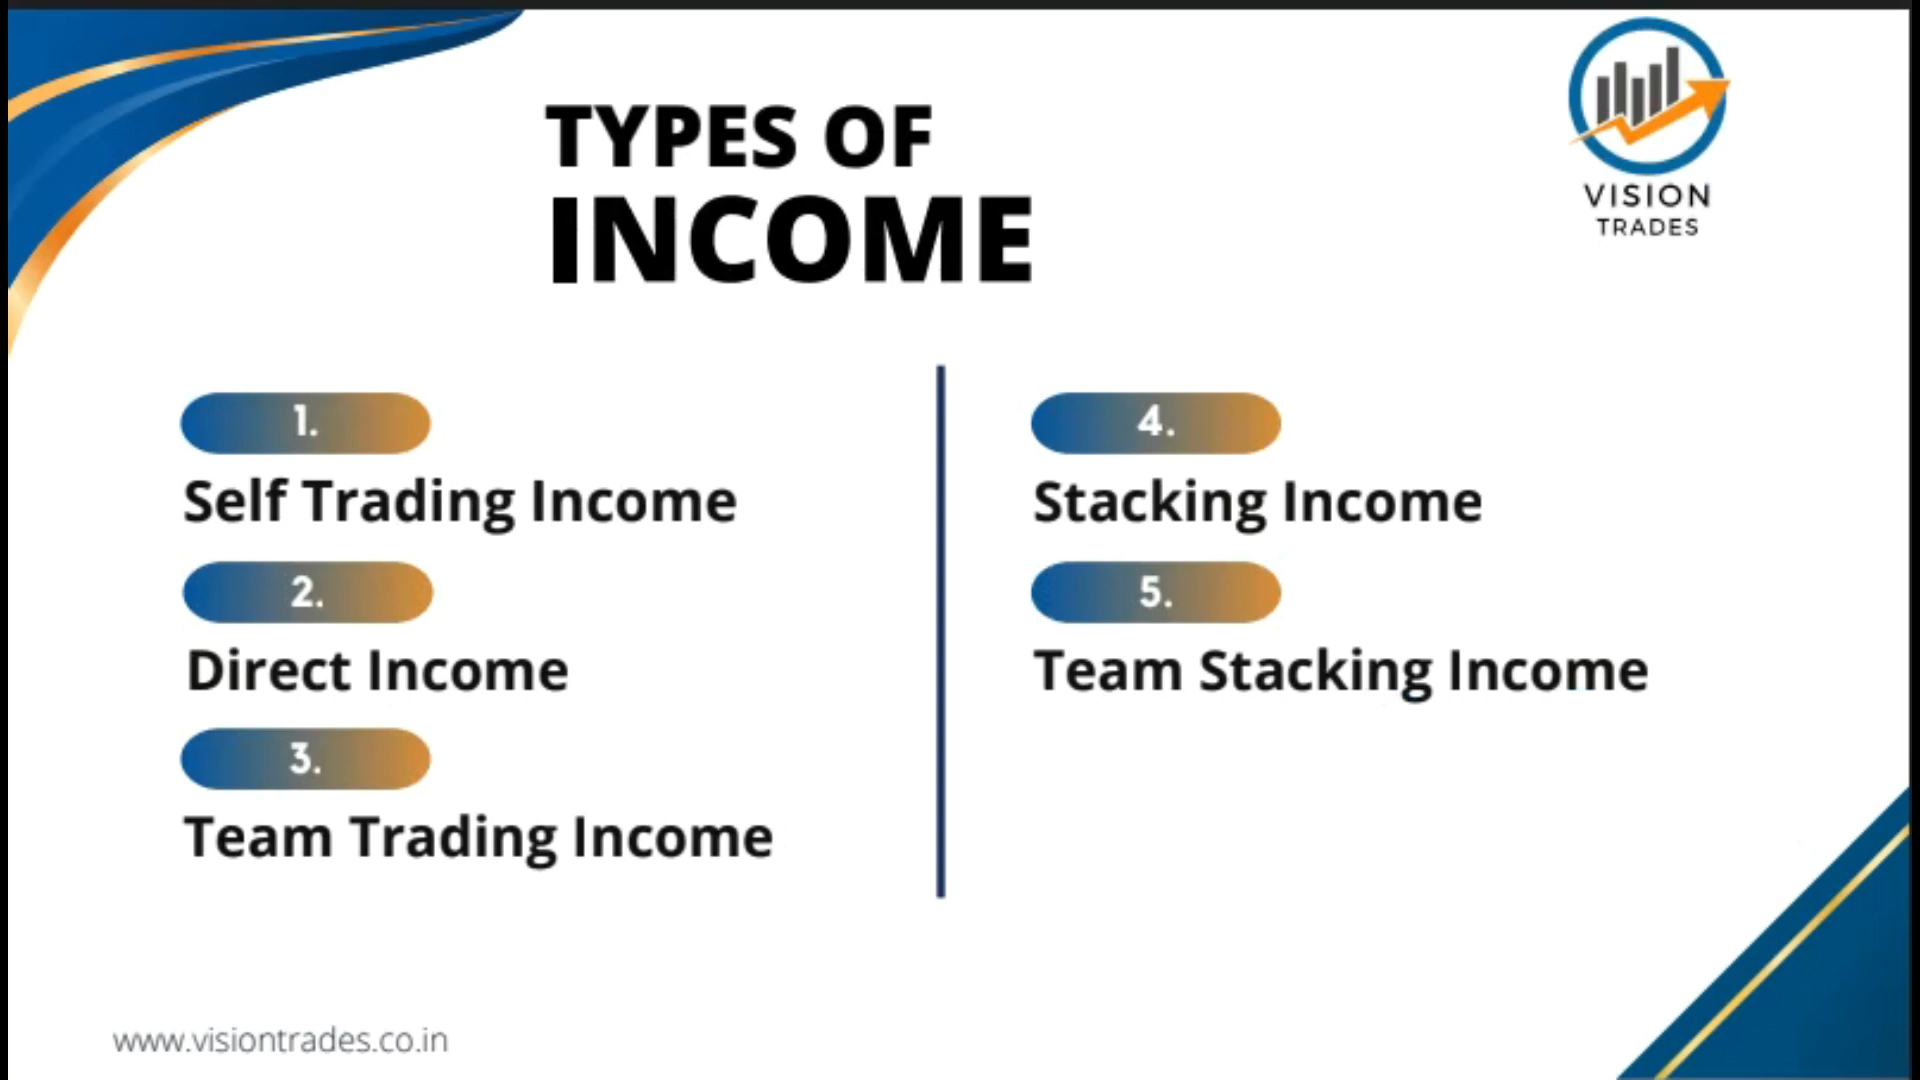 TYPES OF
INCOME
VISION
TRADES
1.
Self Trading Income
2.
Direct Income
3.
Team Trading Income
4.
Stacking Income
5.
Team Stacking Income
www.visiontrades.co.in